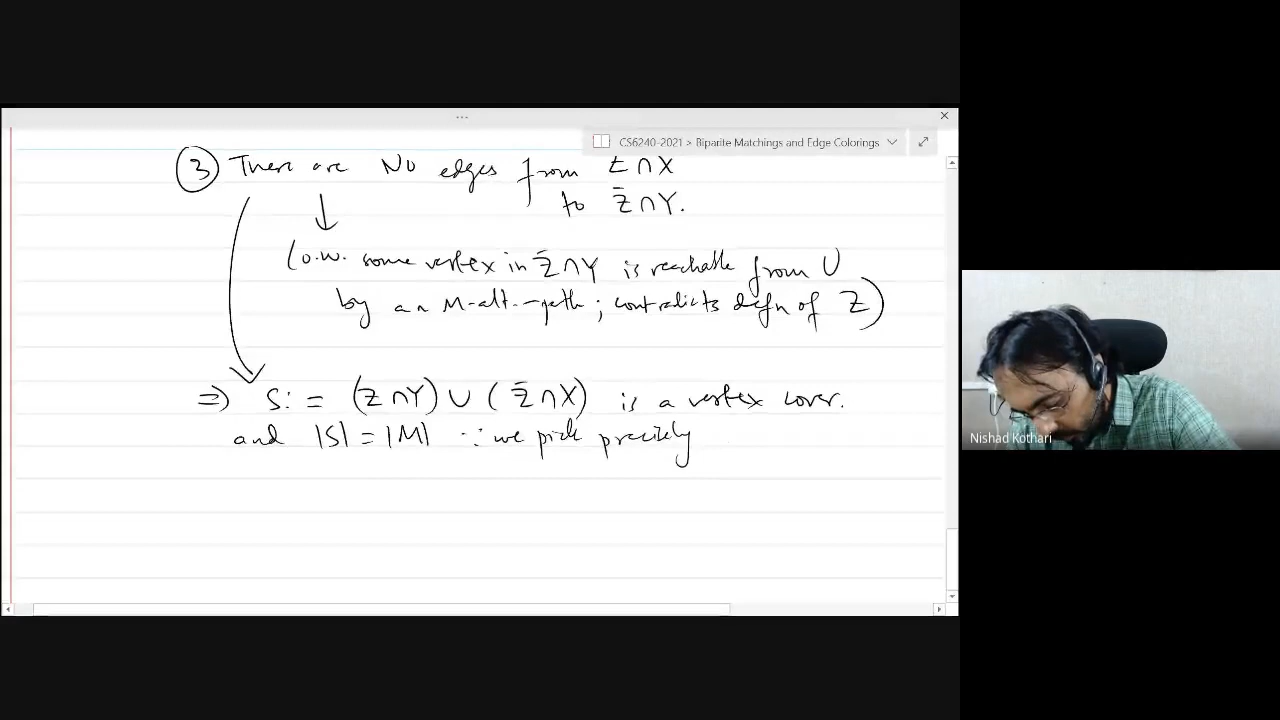 CS6240-2021 > Biparite Matchings and Edge Colorings
③ There are No edges from Z ∩ X
to Z̄ ∩ Y.
(o.w. some vertex in Z̄ ∩ Y is reachable from U
by an M-alt.-path; contradicts defn of Z)
⇒ S := (Z ∩ Y) ∪ (Z̄ ∩ X) is a vertex cover.
and |S| = |M| ∵ we pick precisely
Nishad Kothari